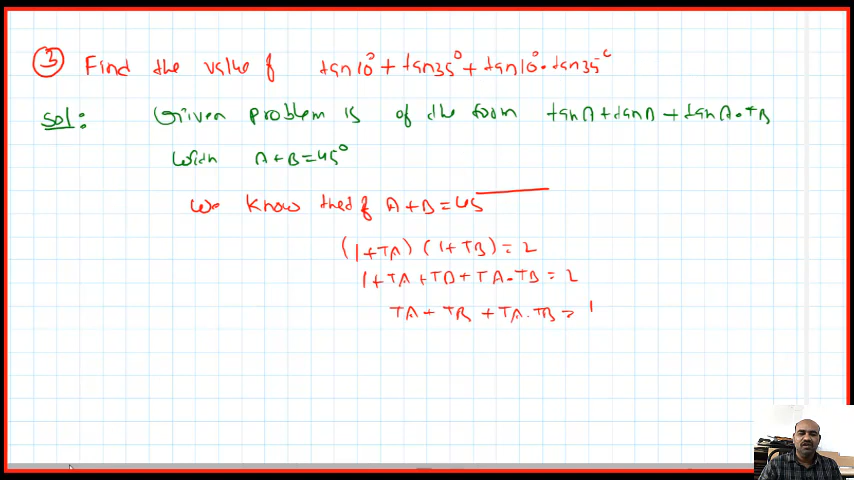 ③ Find the value of tan10° + tan35° + tan10°.tan35°
Sol: Given problem is of the form tanA + tanB + tanA.TB
With A+B=45°
We know that if A+B=45
(1+TA) (1+TB) = 2
1+TA+TB+TA.TB = 2
TA + TB + TA.TB = 1